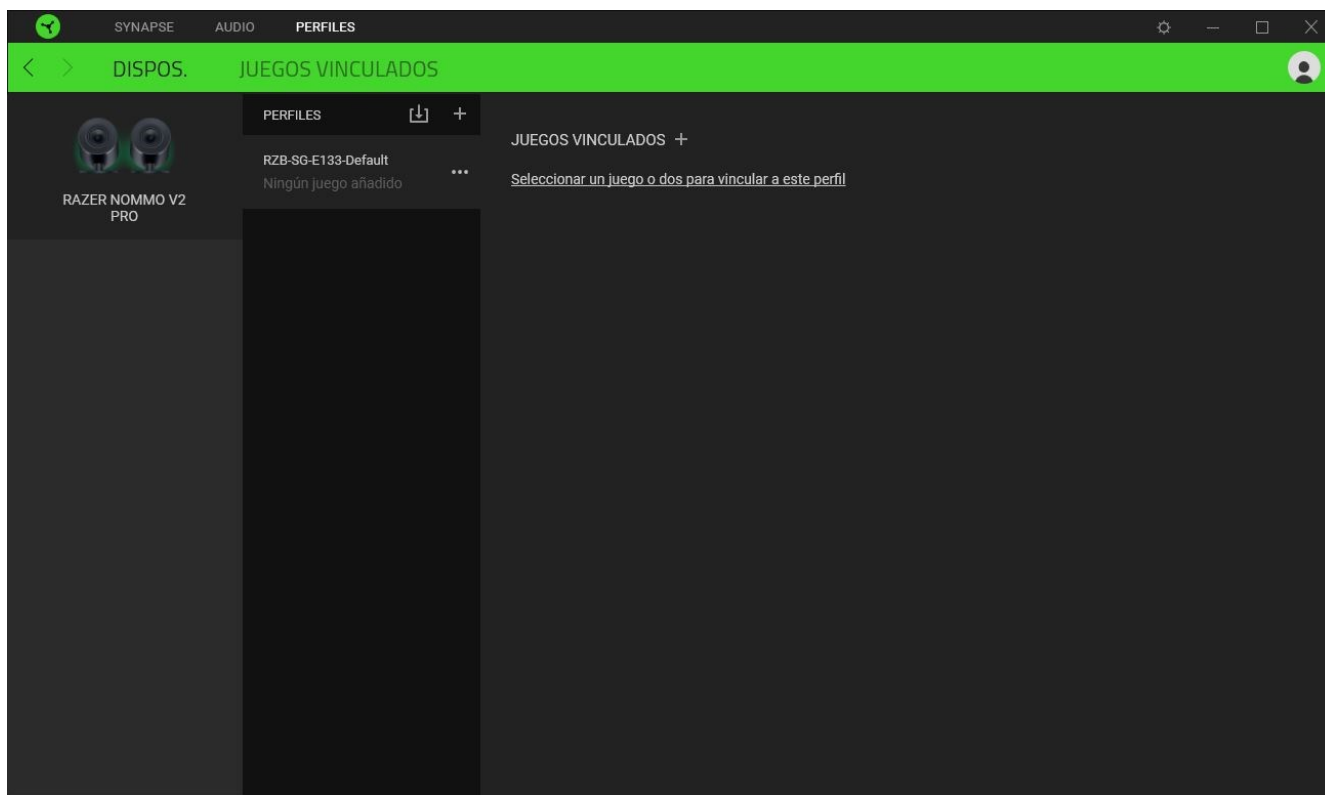 SYNAPSE AUDIO PERFILES
DISPOS. JUEGOS VINCULADOS
RAZER NOMMO V2
PRO
PERFILES
RZB-SG-E133-Default
Ningún juego añadido
JUEGOS VINCULADOS +
Seleccionar un juego o dos para vincular a este perfil